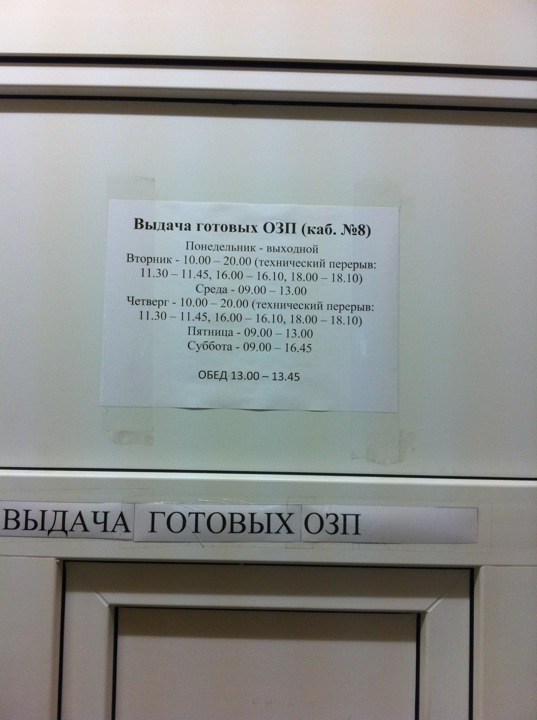 Выдача готовых ОЗП (каб. №8)
Понедельник - выходной
Вторник - 10.00 – 20.00 (технический перерыв:
11.30 – 11.45, 16.00 – 16.10, 18.00 – 18.10)
Среда - 09.00 – 13.00
Четверг - 10.00 – 20.00 (технический перерыв:
11.30 – 11.45, 16.00 – 16.10, 18.00 – 18.10)
Пятница - 09.00 – 13.00
Суббота - 09.00 – 16.45
ОБЕД 13.00 – 13.45
ВЫДАЧА ГОТОВЫХ ОЗП